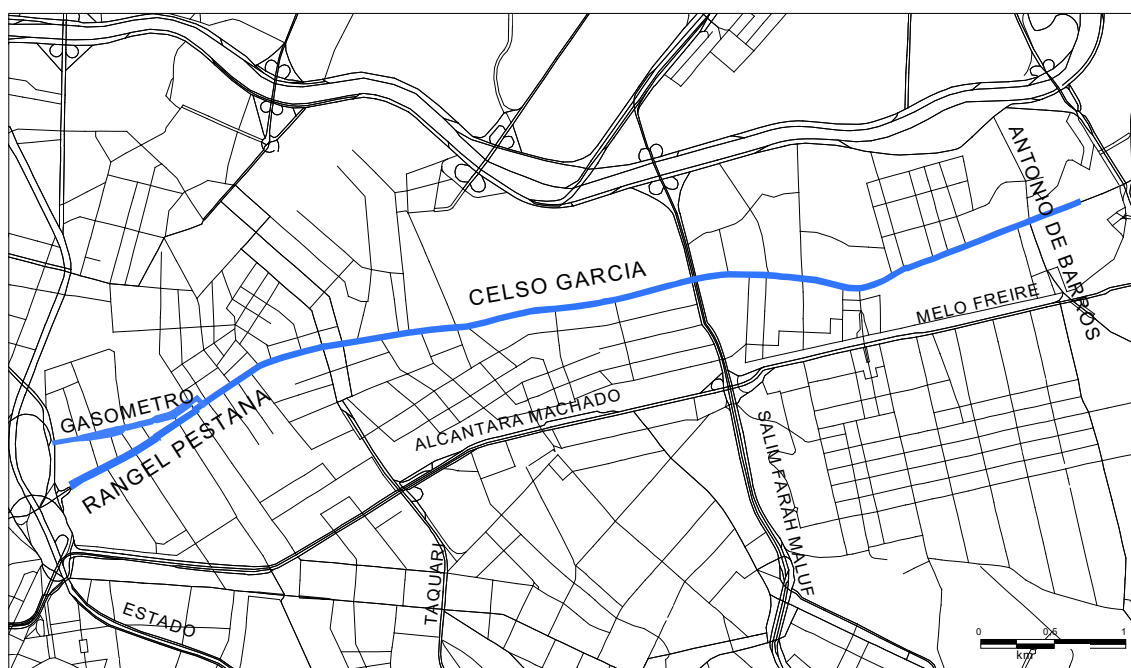 ANTONIO DE BARROS
CELSO GARCIA
MELO FREIRE
GASOMETRO
RANGEL PESTANA
ALCANTARA MACHADO
SALIM FARAH MALUF
TAQUARI
ESTADO
0 0,5 1
km